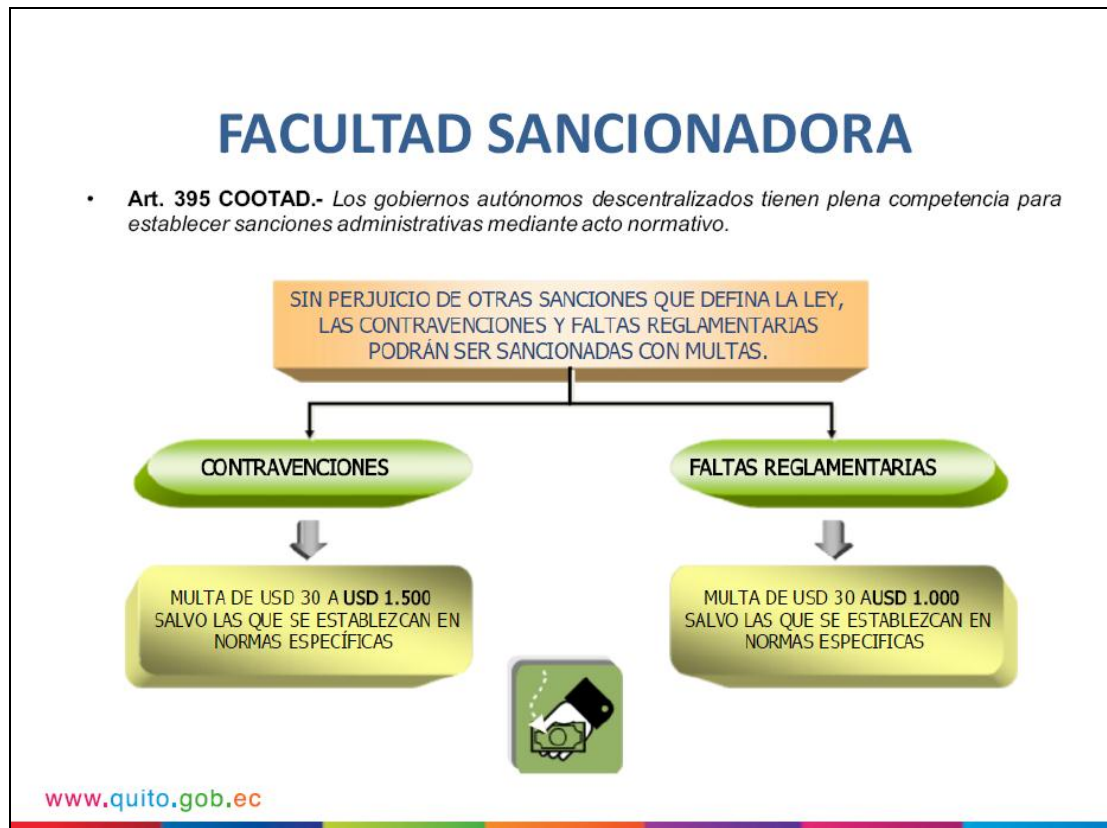 FACULTAD SANCIONADORA
• Art. 395 COOTAD.- Los gobiernos autónomos descentralizados tienen plena competencia para
establecer sanciones administrativas mediante acto normativo.
SIN PERJUICIO DE OTRAS SANCIONES QUE DEFINA LA LEY,
LAS CONTRAVENCIONES Y FALTAS REGLAMENTARIAS
PODRÁN SER SANCIONADAS CON MULTAS.
CONTRAVENCIONES
MULTA DE USD 30 A USD 1.500
SALVO LAS QUE SE ESTABLEZCAN EN
NORMAS ESPECÍFICAS
FALTAS REGLAMENTARIAS
MULTA DE USD 30 AUSD 1.000
SALVO LAS QUE SE ESTABLEZCAN EN
NORMAS ESPECIFICAS
www.quito.gob.ec